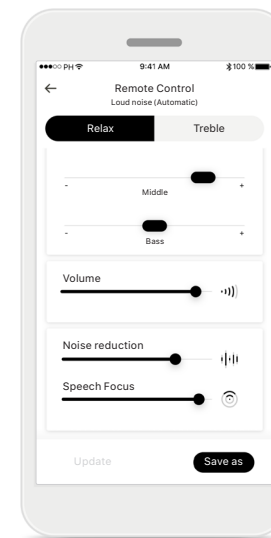 PH 9:41 AM 100 %
Remote Control
Loud noise (Automatic)
Relax Treble
- +
Middle
- +
Bass
Volume
Noise reduction
Speech Focus
Update Save as